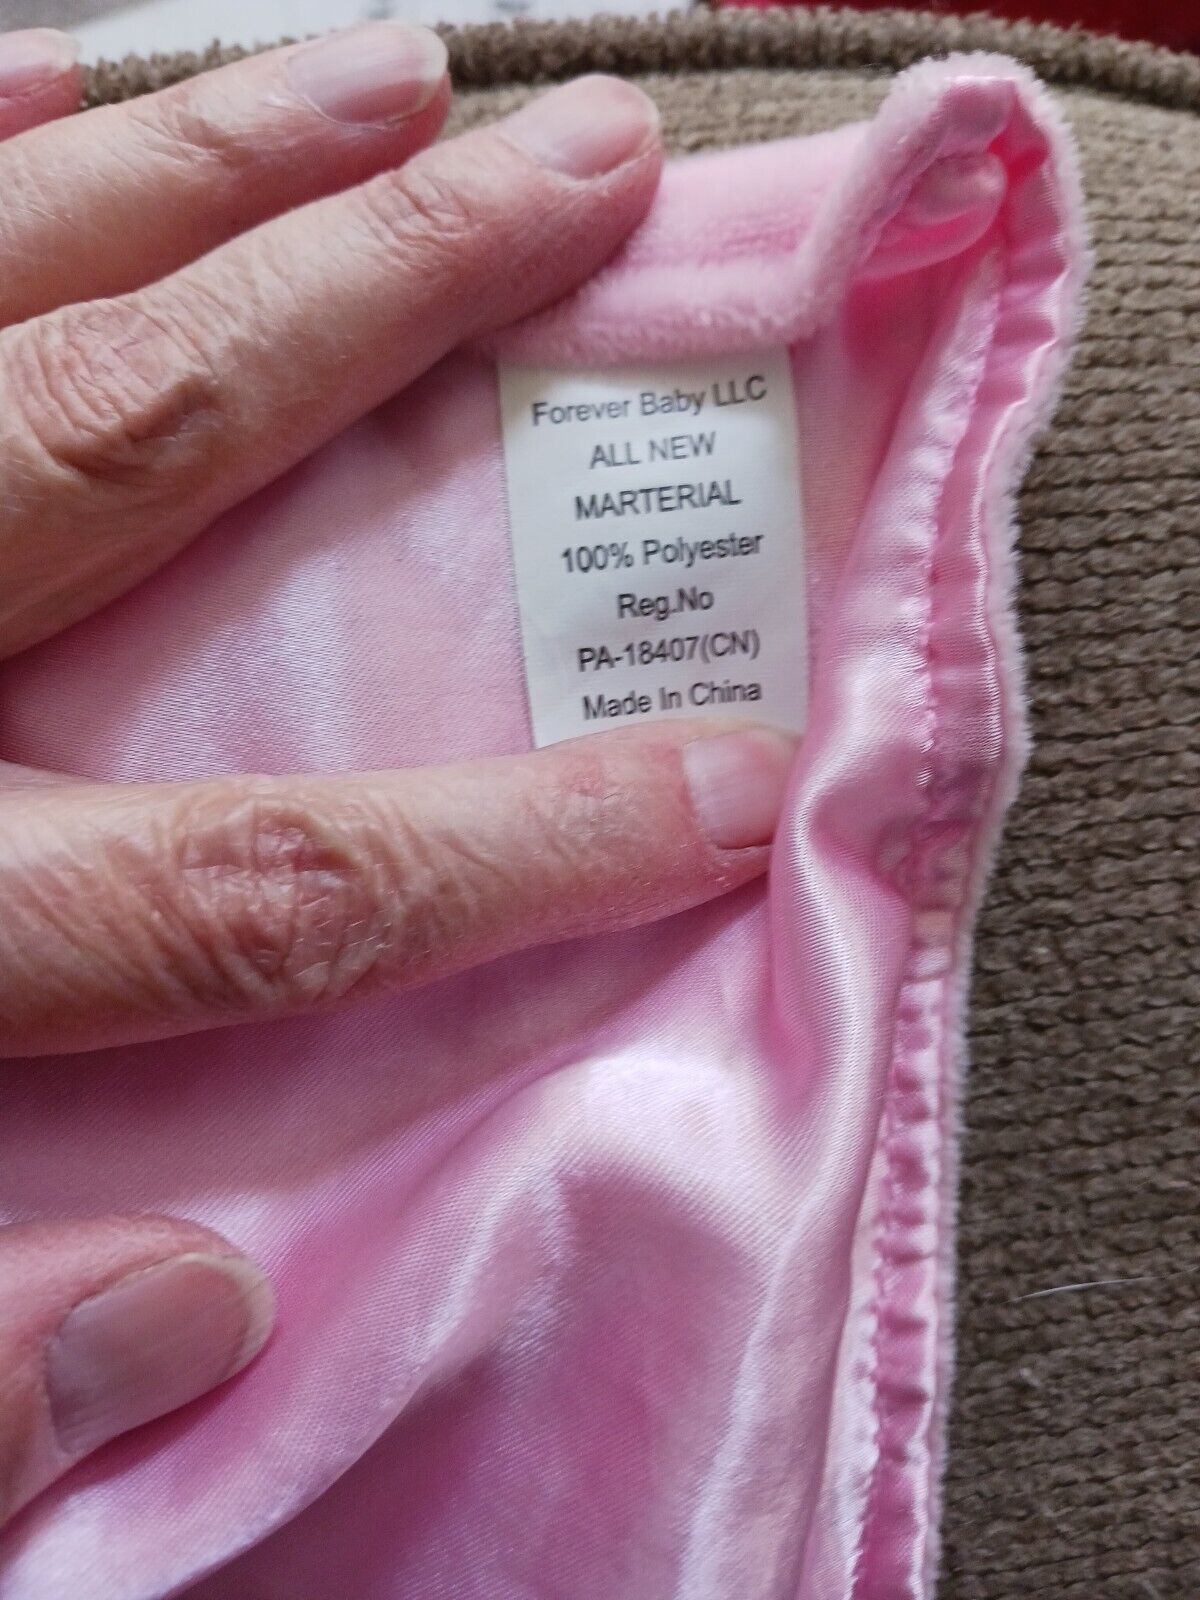 Forever Baby LLC
ALL NEW
MARTERIAL
100% Polyester
Reg.No
PA-18407(CN)
Made In China